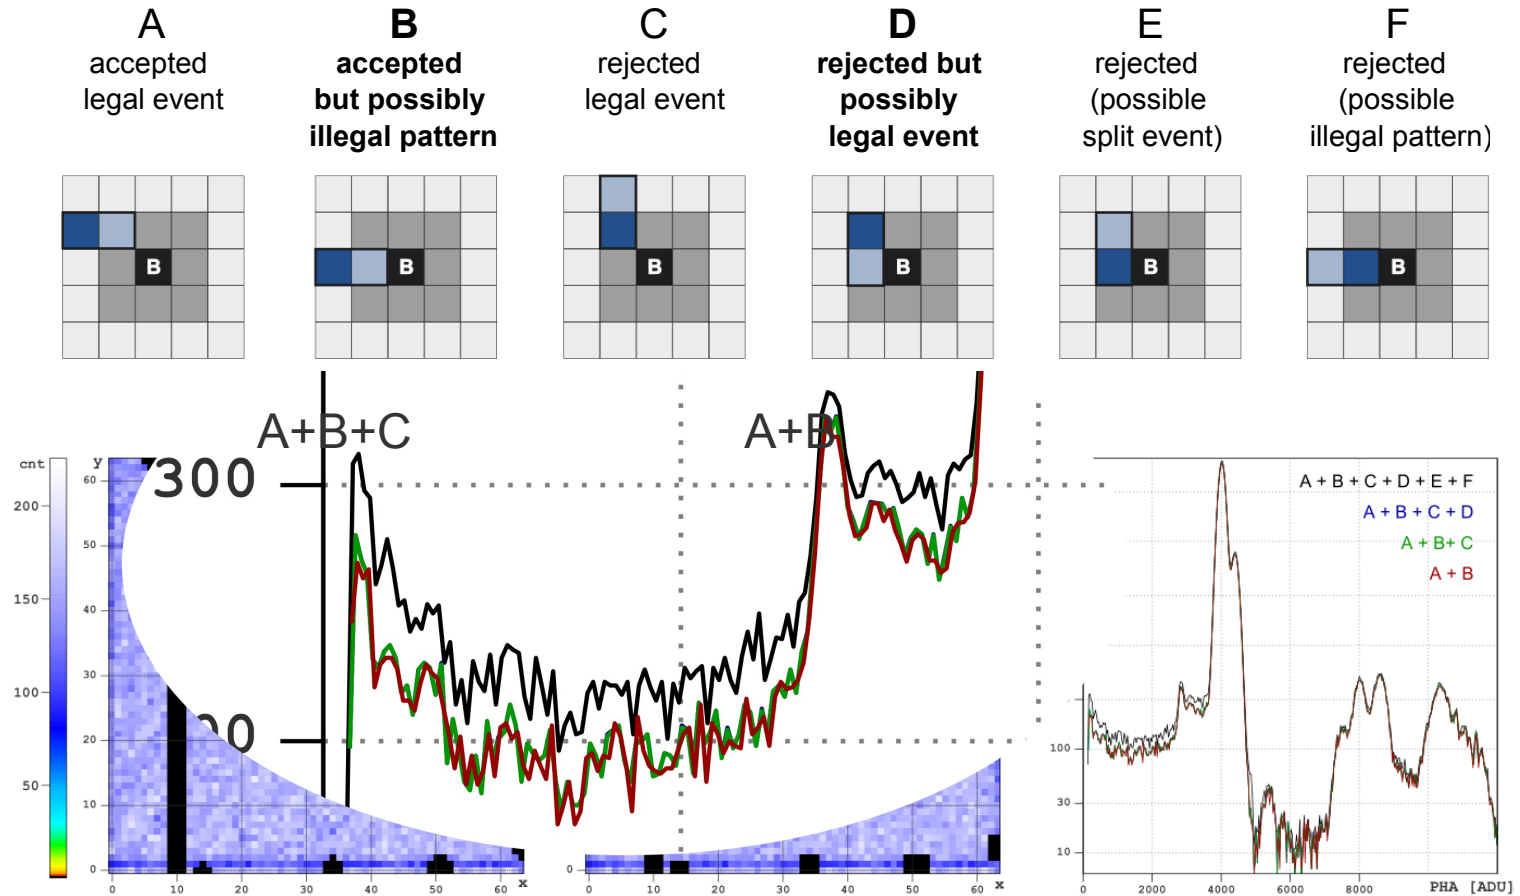 A
accepted
legal event
B
accepted
but possibly
illegal pattern
C
rejected
legal event
D
rejected but
possibly
legal event
E
rejected
(possible
split event)
F
rejected
(possible
illegal pattern)
B
B
B
B
B
B
A+B+C
A+B
300
00
cnt
200
150
100
50
y
60
50
40
30
20
10
0
0
10
20
30
40
50
60
x
0
0
10
20
30
40
50
60
x
A + B + C + D + E + F
A + B + C + D
A + B+ C
A + B
100
30
10
0
2000
4000
6000
8000
PHA [ADU]